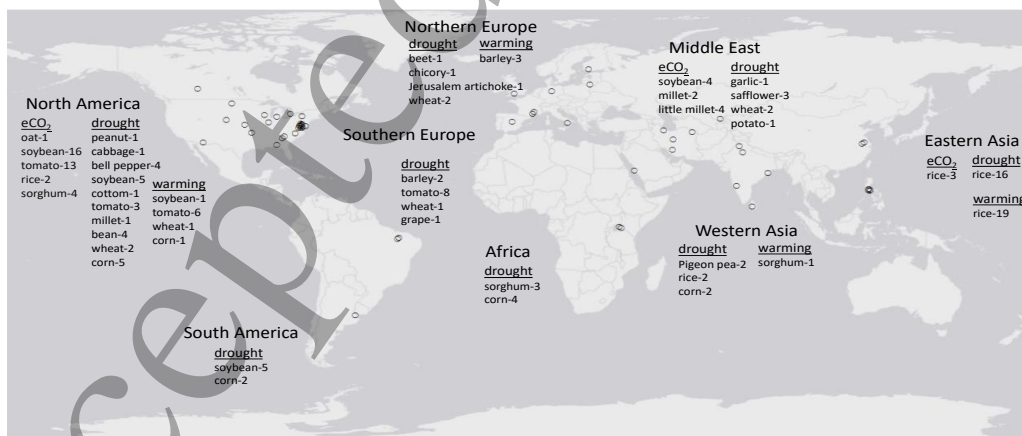 Northern Europe
drought
beet-1
chicory-1
Jerusalem artichoke-1
wheat-2
warming
barley-3
Middle East
eCO₂
soybean-4
millet-2
little millet-4
drought
garlic-1
safflower-3
wheat-2
potato-1
North America
eCO₂
oat-1
soybean-16
tomato-13
rice-2
sorghum-4
drought
peanut-1
cabbage-1
bell pepper-4
soybean-5
cottom-1
tomato-3
millet-1
bean-4
wheat-2
corn-5
warming
soybean-1
tomato-6
wheat-1
corn-1
Southern Europe
drought
barley-2
tomato-8
wheat-1
grape-1
Eastern Asia
eCO₂
rice-3
drought
rice-16
warming
rice-19
Africa
drought
sorghum-3
corn-4
Western Asia
drought
Pigeon pea-2
rice-2
corn-2
warming
sorghum-1
South America
drought
soybean-5
corn-2
cepte